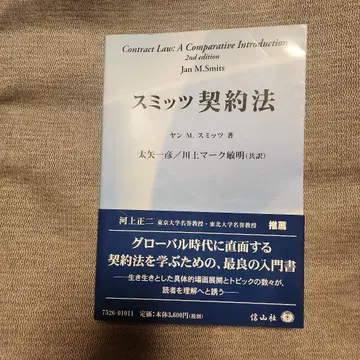 Contract Law: A Comparative Introduction
2nd edition
Jan M.Smits
スミッツ 契約法
ヤン M. スミッツ 著
太矢一彦／川上マーク敏明(共訳)
河上正二 東京大学名誉教授・東北大学名誉教授 推薦
グローバル時代に直面する
契約法を学ぶための、最良の入門書
――生き生きとした具体的場面展開とトピックの数々が、
読者を理解へと誘う――
7526-01011 定価:本体3,600円(税別) 信山社